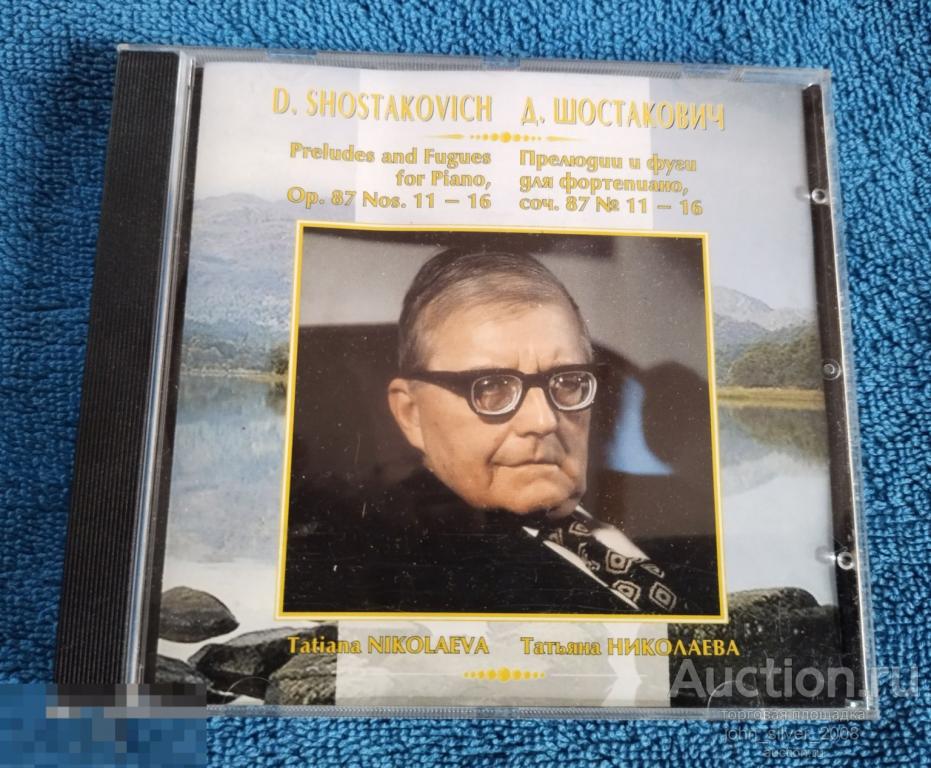 D. SHOSTAKOVICH
Preludes and Fugues
for Piano,
Op. 87 Nos. 11 – 16
Д. ШОСТАКОВИЧ
Прелюдии и фуги
для фортепиано,
соч. 87 № 11 – 16
Tatiana NIKOLAEVA
Татьяна НИКОЛАЕВА
Auction.ru
торговая площадка
john_silver_2008
auction.ru